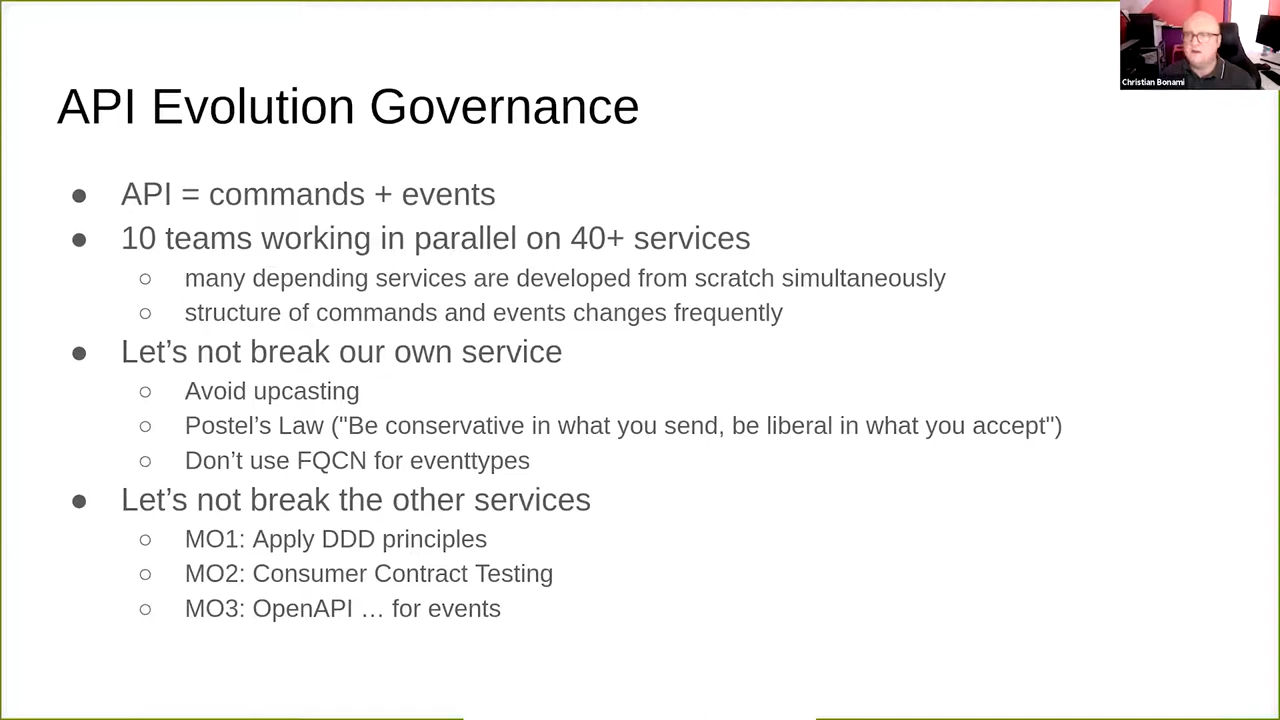 Christian Bonami
API Evolution Governance
● API = commands + events
● 10 teams working in parallel on 40+ services
○ many depending services are developed from scratch simultaneously
○ structure of commands and events changes frequently
● Let’s not break our own service
○ Avoid upcasting
○ Postel’s Law ("Be conservative in what you send, be liberal in what you accept")
○ Don’t use FQCN for eventtypes
● Let’s not break the other services
○ MO1: Apply DDD principles
○ MO2: Consumer Contract Testing
○ MO3: OpenAPI … for events